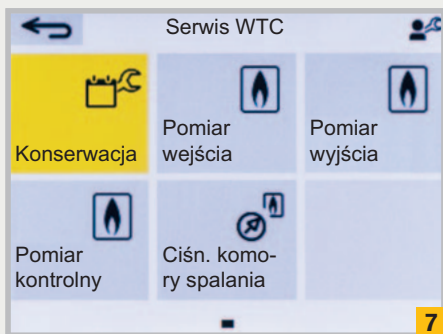 Serwis WTC
Konserwacja
Pomiar
wejścia
Pomiar
wyjścia
Pomiar
kontrolny
Ciśn. komo-
ry spalania
7